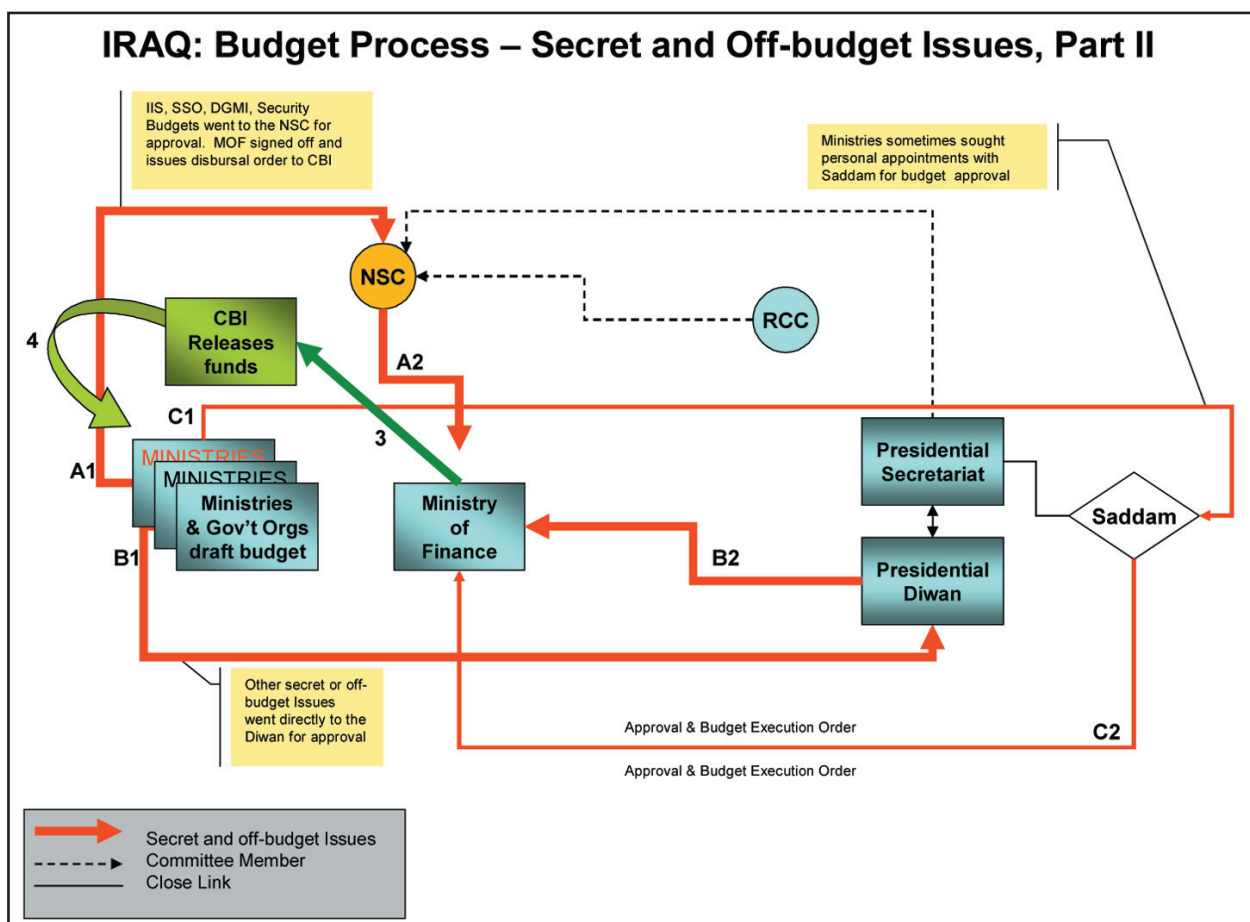 IRAQ: Budget Process – Secret and Off-budget Issues, Part II
IIS, SSO, DGMI, Security
Budgets went to the NSC for
approval.  MOF signed off and
issues disbursal order to CBI
Ministries sometimes sought
personal appointments with
Saddam for budget  approval
NSC
RCC
CBI
Releases
funds
4
A2
C1
3
A1
MINISTRIES
MINISTRIES
Ministries
& Gov't Orgs
draft budget
Ministry
of
Finance
Presidential
Secretariat
Saddam
B1
B2
Presidential
Diwan
Other secret or off-
budget Issues
went directly to the
Diwan for approval
Approval & Budget Execution Order
C2
Approval & Budget Execution Order
Secret and off-budget Issues
Committee Member
Close Link